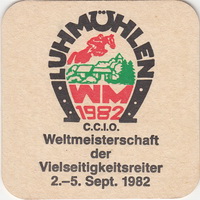 LUHMÜHLEN
WM
1982
C.C.I.O.
Weltmeisterschaft
der
Vielseitigkeitsreiter
2.–5. Sept. 1982